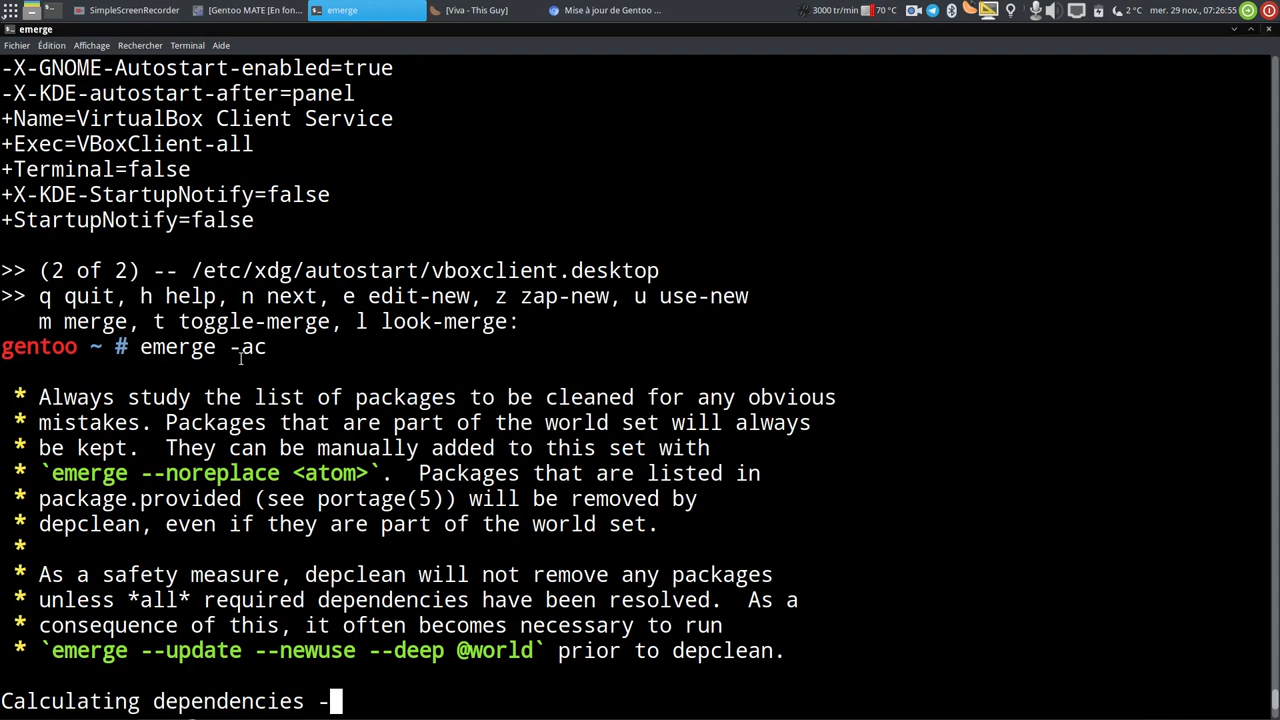 SimpleScreenRecorder [Gentoo MATE [En fon... emerge [Viva - This Guy] Mise à jour de Gentoo ... 3000 tr/min 70 °C 2 °C mer. 29 nov., 07:26:55
emerge
Fichier Édition Affichage Rechercher Terminal Aide
-X-GNOME-Autostart-enabled=true
-X-KDE-autostart-after=panel
+Name=VirtualBox Client Service
+Exec=VBoxClient-all
+Terminal=false
+X-KDE-StartupNotify=false
+StartupNotify=false
>> (2 of 2) -- /etc/xdg/autostart/vboxclient.desktop
>> q quit, h help, n next, e edit-new, z zap-new, u use-new
m merge, t toggle-merge, l look-merge:
gentoo ~ # emerge -ac
* Always study the list of packages to be cleaned for any obvious
* mistakes. Packages that are part of the world set will always
* be kept.  They can be manually added to this set with
* `emerge --noreplace <atom>`.  Packages that are listed in
* package.provided (see portage(5)) will be removed by
* depclean, even if they are part of the world set.
*
* As a safety measure, depclean will not remove any packages
* unless *all* required dependencies have been resolved.  As a
* consequence of this, it often becomes necessary to run
* `emerge --update --newuse --deep @world` prior to depclean.
Calculating dependencies -